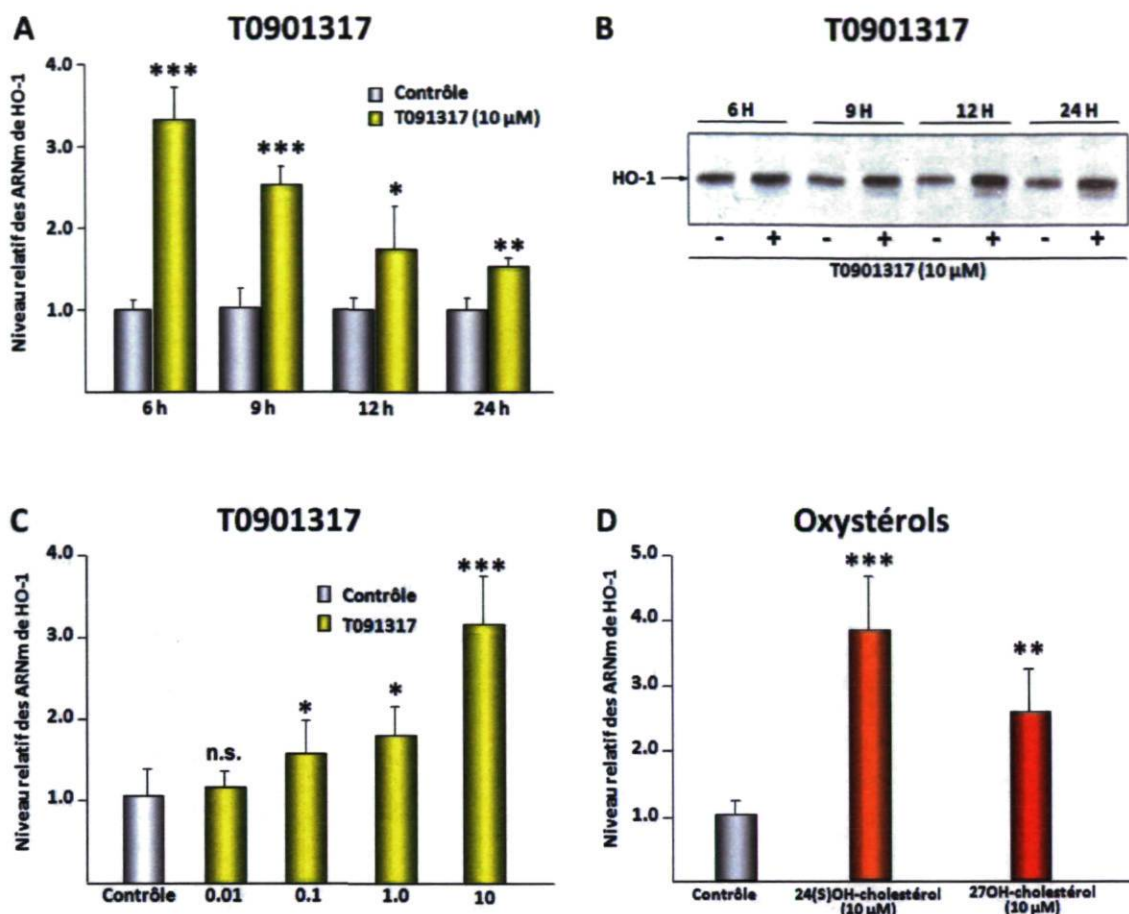 A
T0901317
Niveau relatif des ARNm de HO-1
4.0
3.0
2.0
1.0
***
***
*
**
Contrôle
T091317 (10 µM)
6 h
9 h
12 h
24 h
B
T0901317
6 H
9 H
12 H
24 H
HO-1
- + - + - + - +
T0901317 (10 µM)
C
T0901317
Niveau relatif des ARNm de HO-1
4.0
3.0
2.0
1.0
n.s.
*
*
***
Contrôle
T091317
Contrôle
0.01
0.1
1.0
10
D
Oxystérols
Niveau relatif des ARNm de HO-1
5.0
4.0
3.0
2.0
1.0
***
**
Contrôle
24(S)OH-cholestérol
(10 µM)
27OH-cholestérol
(10 µM)